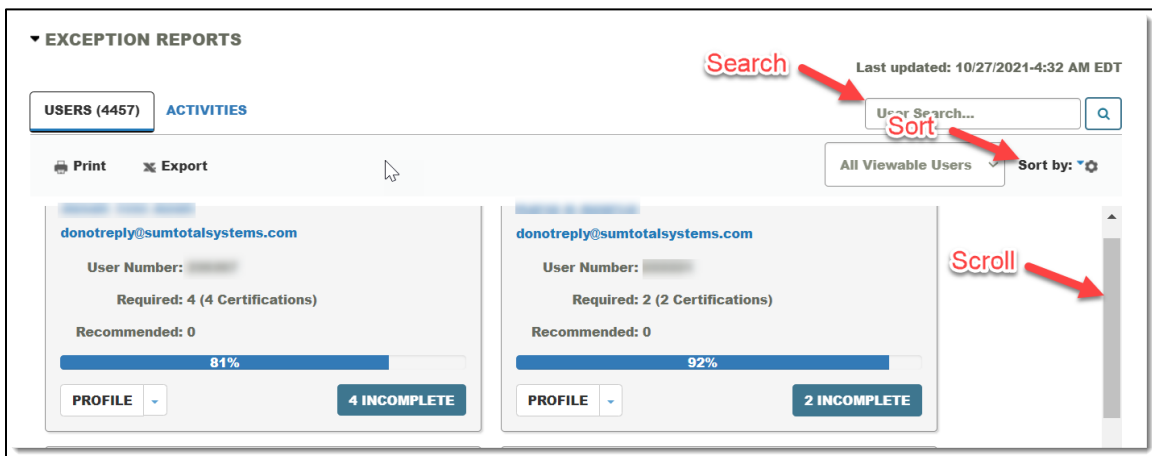 EXCEPTION REPORTS
Search
Last updated: 10/27/2021-4:32 AM EDT
USERS (4457) ACTIVITIES
User Search...
Sort
Print Export
All Viewable Users Sort by:
donotreply@sumtotalsystems.com donotreply@sumtotalsystems.com
Scroll
User Number: User Number:
Required: 4 (4 Certifications) Required: 2 (2 Certifications)
Recommended: 0 Recommended: 0
81% 92%
PROFILE 4 INCOMPLETE PROFILE 2 INCOMPLETE